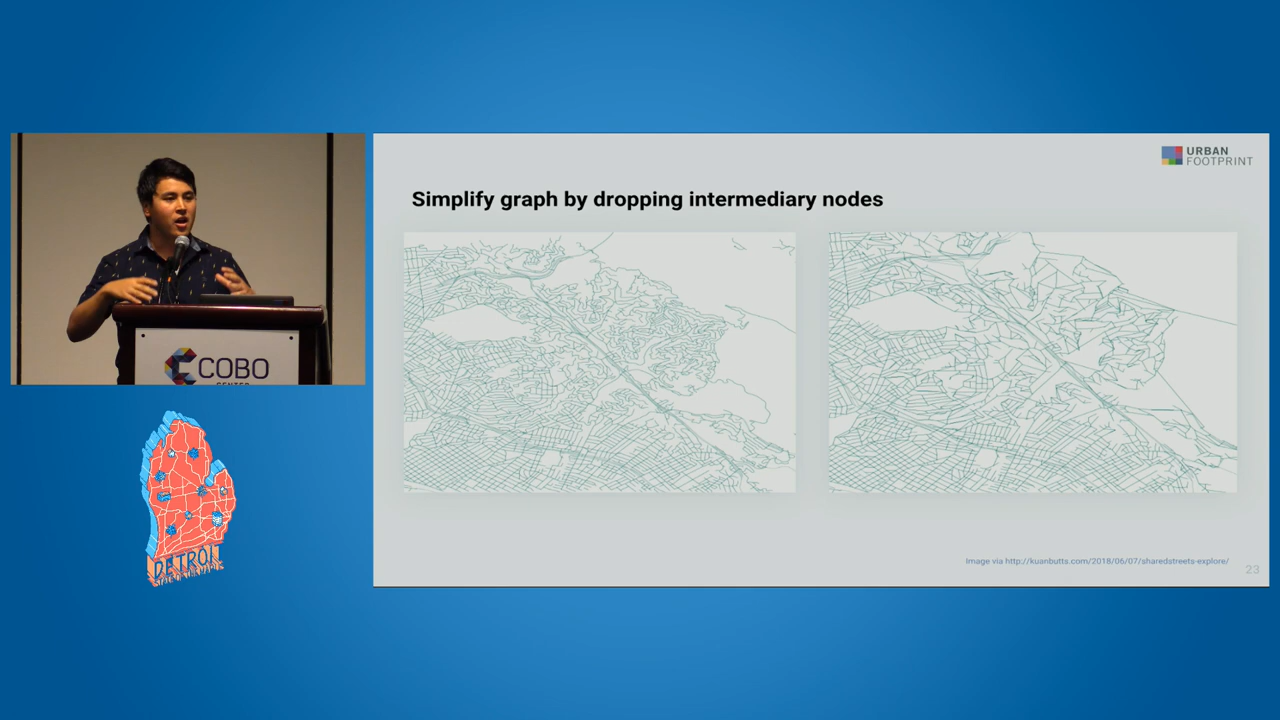 URBAN
FOOTPRINT
Simplify graph by dropping intermediary nodes
COBO
CENTER
DETROIT
Image via http://kuanbutts.com/2018/06/07/sharedstreets-explore/
23